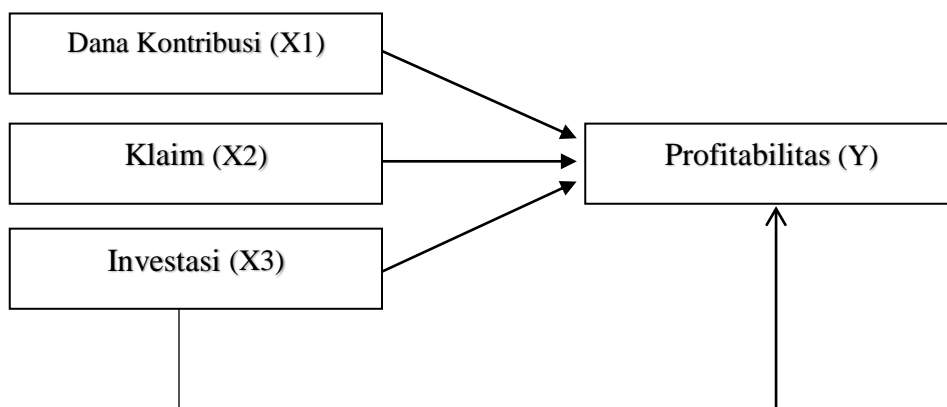 Dana Kontribusi (X1)
Klaim (X2)
Profitabilitas (Y)
Investasi (X3)